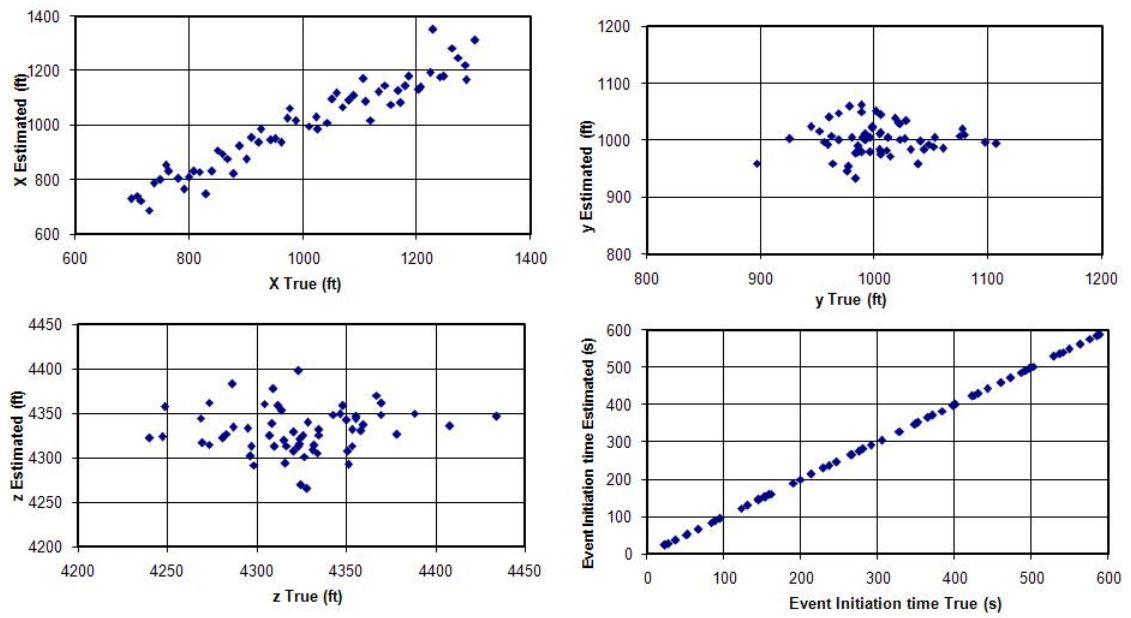 1400
1200
1000
800
600
X Estimated (ft)
600 800 1000 1200 1400
X True (ft)
1200
1100
1000
900
800
y Estimated (ft)
800 900 1000 1100 1200
y True (ft)
4450
4400
4350
4300
4250
4200
z Estimated (ft)
4200 4250 4300 4350 4400 4450
z True (ft)
600
500
400
300
200
100
0
Event Initiation time Estimated (s)
0 100 200 300 400 500 600
Event Initiation time True (s)